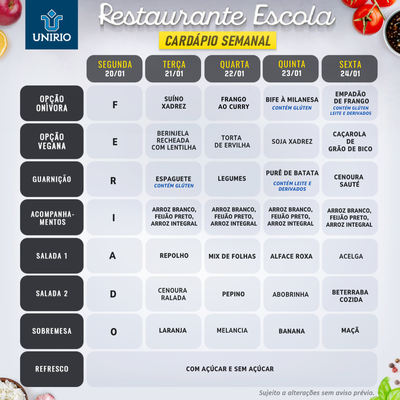 UNIRIO
Restaurante Escola
CARDÁPIO SEMANAL
SEGUNDA
20/01
TERÇA
21/01
QUARTA
22/01
QUINTA
23/01
SEXTA
24/01
OPÇÃO
ONÍVORA
F
SUÍNO
XADREZ
FRANGO
AO CURRY
BIFE À MILANESA
CONTÉM GLÚTEN
EMPADÃO
DE FRANGO
CONTÉM GLÚTEN
LEITE E DERIVADOS
OPÇÃO
VEGANA
E
BERINJELA
RECHEADA
COM LENTILHA
TORTA
DE ERVILHA
SOJA XADREZ
CAÇAROLA
DE
GRÃO DE BICO
GUARNIÇÃO
R
ESPAGUETE
CONTÉM GLÚTEN
LEGUMES
PURÊ DE BATATA
CONTÉM LEITE E
DERIVADOS
CENOURA
SAUTÉ
ACOMPANHA-
MENTOS
I
ARROZ BRANCO,
FEIJÃO PRETO,
ARROZ INTEGRAL
ARROZ BRANCO,
FEIJÃO PRETO,
ARROZ INTEGRAL
ARROZ BRANCO,
FEIJÃO PRETO,
ARROZ INTEGRAL
ARROZ BRANCO,
FEIJÃO PRETO,
ARROZ INTEGRAL
SALADA 1
A
REPOLHO
MIX DE FOLHAS
ALFACE ROXA
ACELGA
SALADA 2
D
CENOURA
RALADA
PEPINO
ABOBRINHA
BETERRABA
COZIDA
SOBREMESA
O
LARANJA
MELANCIA
BANANA
MAÇÃ
REFRESCO
COM AÇÚCAR E SEM AÇÚCAR
Sujeito a alterações sem aviso prévio.